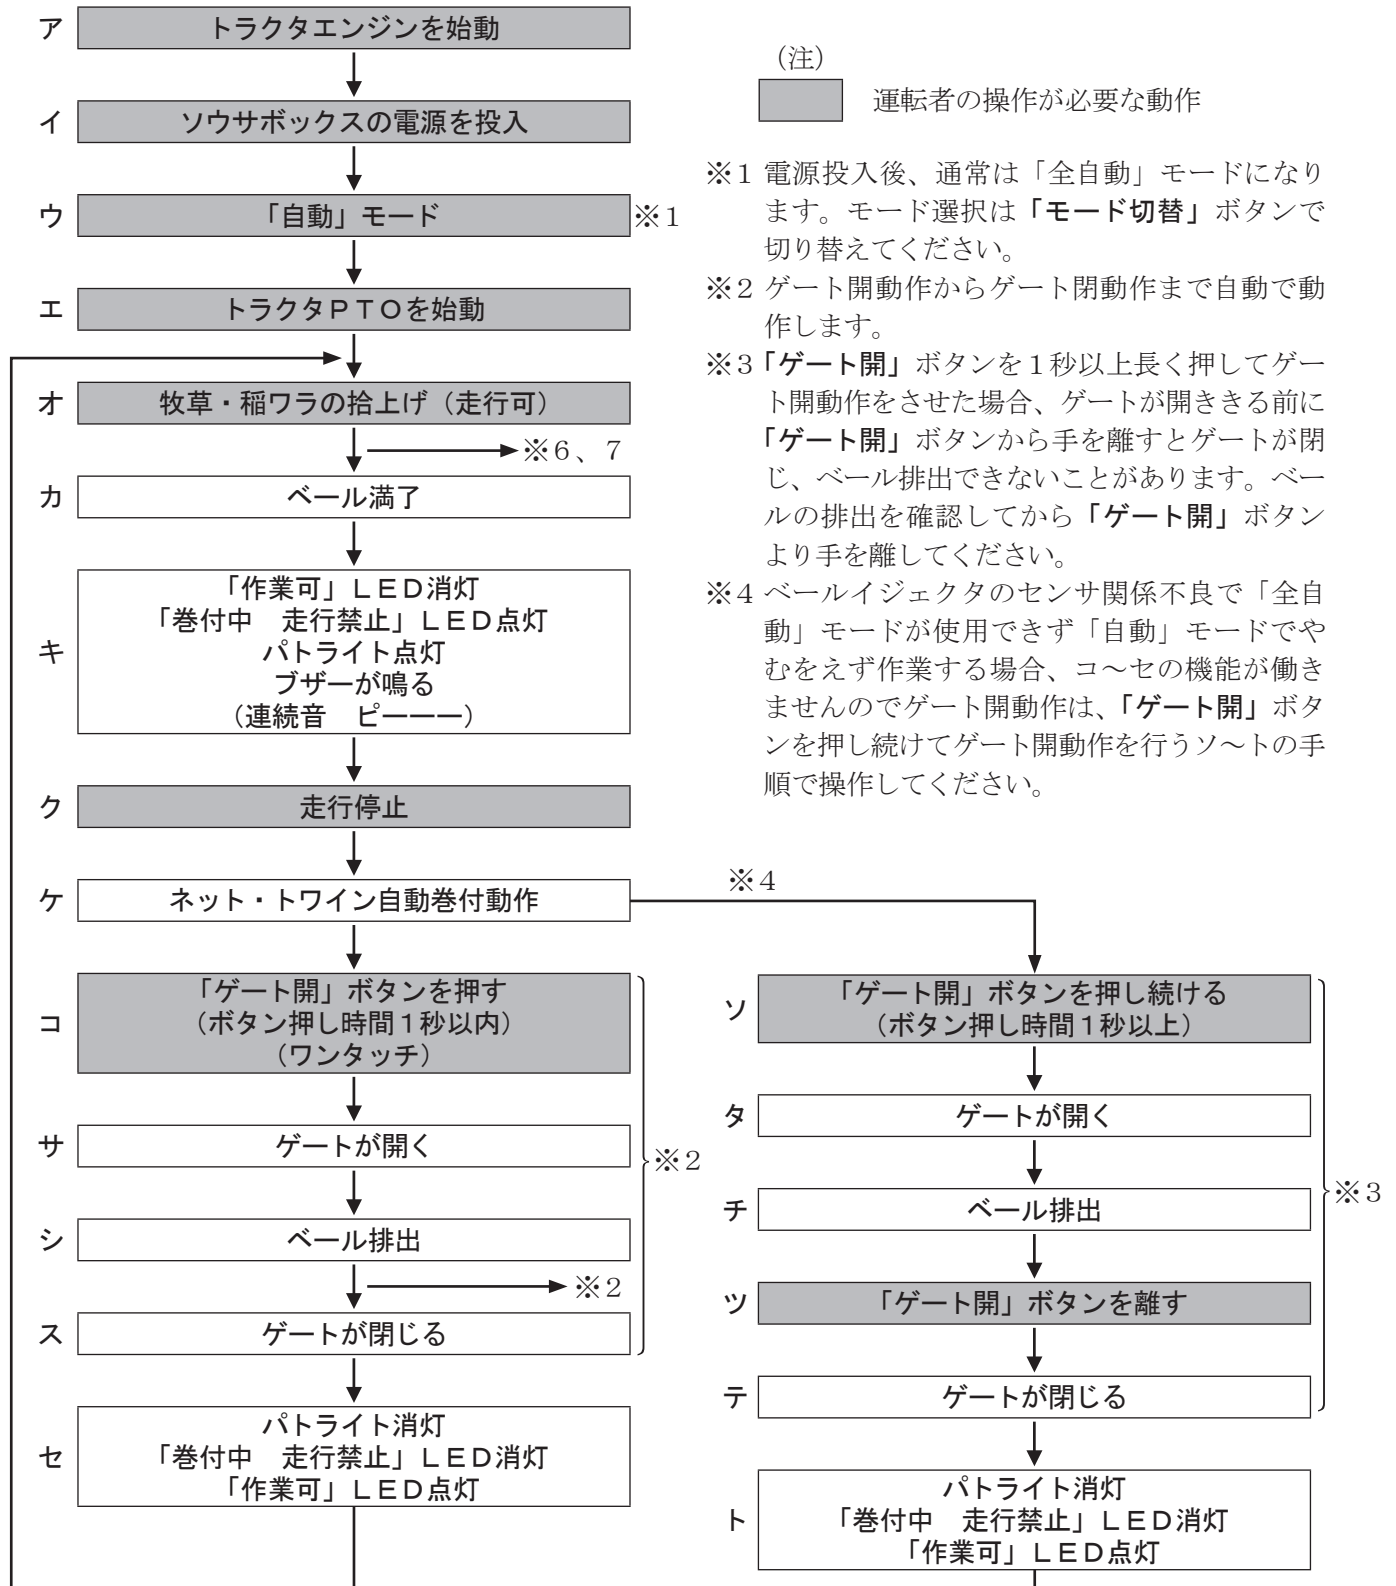 ア トラクタエンジンを始動
イ ソウサボックスの電源を投入
ウ 「自動」モード ※1
エ トラクタPTOを始動
オ 牧草・稲ワラの拾上げ（走行可）
※6、7
カ ベール満了
キ 「作業可」LED消灯
「巻付中　走行禁止」LED点灯
パトライト点灯
ブザーが鳴る
（連続音　ピーーー）
ク 走行停止
ケ ネット・トワイン自動巻付動作
コ 「ゲート開」ボタンを押す
（ボタン押し時間1秒以内）
（ワンタッチ）
サ ゲートが開く
※2
シ ベール排出
※2
ス ゲートが閉じる
セ パトライト消灯
「巻付中　走行禁止」LED消灯
「作業可」LED点灯
（注）
運転者の操作が必要な動作
※1 電源投入後、通常は「全自動」モードになり
ます。モード選択は「モード切替」ボタンで
切り替えてください。
※2 ゲート開動作からゲート閉動作まで自動で動
作します。
※3「ゲート開」ボタンを1秒以上長く押してゲー
ト開動作をさせた場合、ゲートが開ききる前に
「ゲート開」ボタンから手を離すとゲートが閉
じ、ベール排出できないことがあります。ベー
ルの排出を確認してから「ゲート開」ボタン
より手を離してください。
※4 ベールイジェクタのセンサ関係不良で「全自
動」モードが使用できず「自動」モードでや
むをえず作業する場合、コ～セの機能が働き
ませんのでゲート開動作は、「ゲート開」ボタ
ンを押し続けてゲート開動作を行うソ～トの手
順で操作してください。
※4
ソ 「ゲート開」ボタンを押し続ける
（ボタン押し時間1秒以上）
タ ゲートが開く
チ ベール排出
※3
ツ 「ゲート開」ボタンを離す
テ ゲートが閉じる
ト パトライト消灯
「巻付中　走行禁止」LED消灯
「作業可」LED点灯